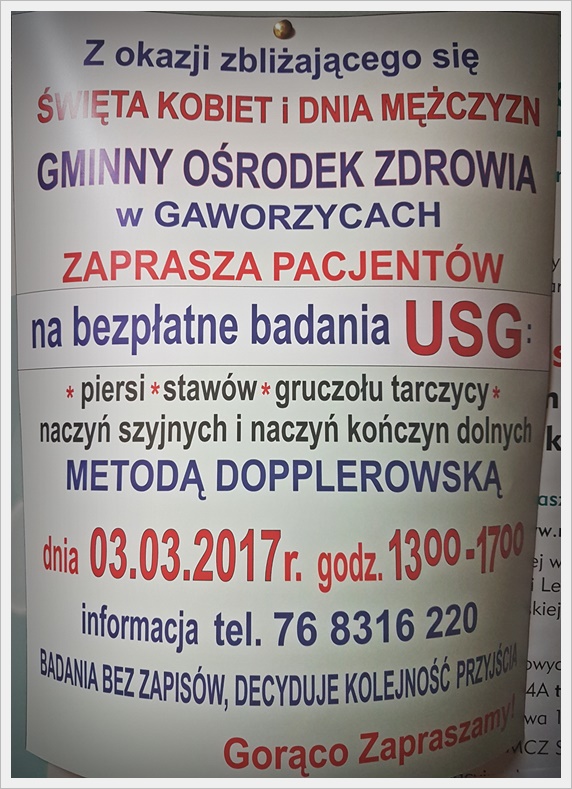 Z okazji zbliżającego się
ŚWIĘTA KOBIET i DNIA MĘŻCZYZN
GMINNY OŚRODEK ZDROWIA
w GAWORZYCACH
ZAPRASZA PACJENTÓW
na bezpłatne badania USG:
* piersi * stawów * gruczołu tarczycy *
naczyń szyjnych i naczyń kończyn dolnych
METODĄ DOPPLEROWSKĄ
dnia 03.03.2017r. godz. 1300-1700
informacja tel. 76 8316 220
BADANIA BEZ ZAPISÓW, DECYDUJE KOLEJNOŚĆ PRZYJŚCIA
Gorąco Zapraszamy!